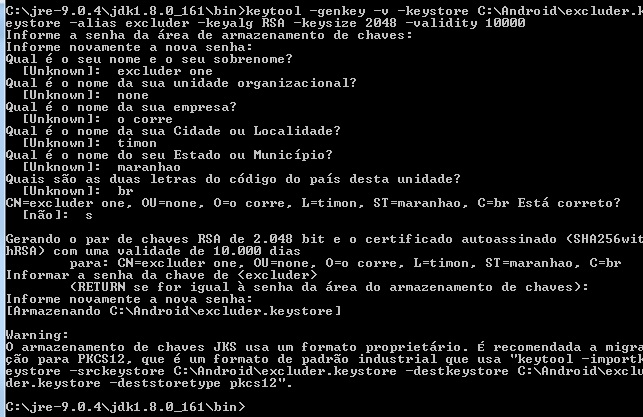 C:\jre-9.0.4\jdk1.8.0_161\bin>keytool -genkey -v -keystore C:\Android\excluder.k
eystore -alias excluder -keyalg RSA -keysize 2048 -validity 10000
Informe a senha da área de armazenamento de chaves:
Informe novamente a nova senha:
Qual é o seu nome e o seu sobrenome?
  [Unknown]:  excluder one
Qual é o nome da sua unidade organizacional?
  [Unknown]:  none
Qual é o nome da sua empresa?
  [Unknown]:  o corre
Qual é o nome da sua Cidade ou Localidade?
  [Unknown]:  timon
Qual é o nome do seu Estado ou Município?
  [Unknown]:  maranhao
Quais são as duas letras do código do país desta unidade?
  [Unknown]:  br
CN=excluder one, OU=none, O=o corre, L=timon, ST=maranhao, C=br Está correto?
  [não]:  s
Gerando o par de chaves RSA de 2.048 bit e o certificado autoassinado (SHA256wit
hRSA) com uma validade de 10.000 dias
        para: CN=excluder one, OU=none, O=o corre, L=timon, ST=maranhao, C=br
Informar a senha da chave de <excluder>
        (RETURN se for igual à senha da área do armazenamento de chaves):
Informe novamente a nova senha:
[Armazenando C:\Android\excluder.keystore]
Warning:
O armazenamento de chaves JKS usa um formato proprietário. É recomendada a migra
ção para PKCS12, que é um formato de padrão industrial que usa "keytool -importk
eystore -srckeystore C:\Android\excluder.keystore -destkeystore C:\Android\exclu
der.keystore -deststoretype pkcs12".
C:\jre-9.0.4\jdk1.8.0_161\bin>